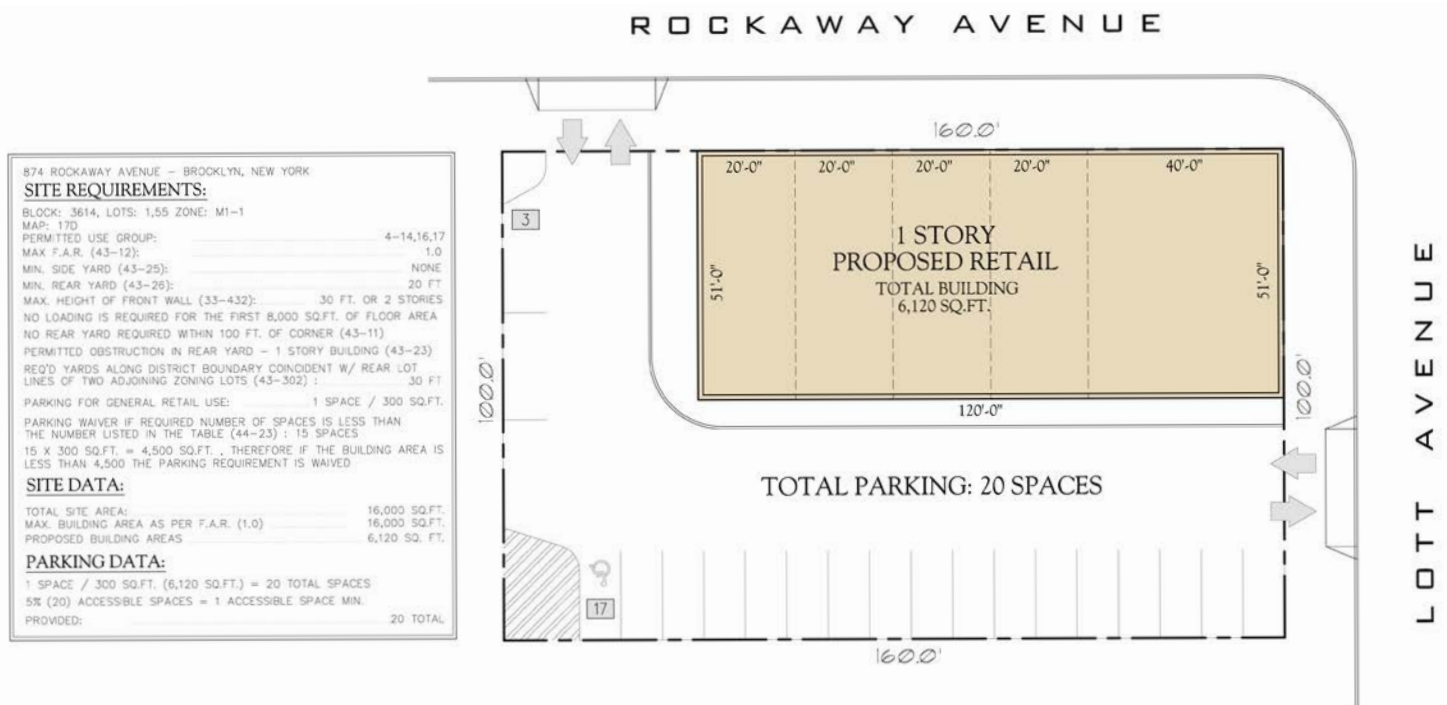 ROCKAWAY AVENUE
874 ROCKAWAY AVENUE – BROCKLYN, NEW YORK
SITE REQUIREMENTS:
BLOCK: 3614, LOTS: 1,55 ZONE: M1-1
MAP: 17D
PERMITTED USE GROUP: 4-14,16,17
MAX F.A.R. (43-12): 1.0
MIN. SIDE YARD (43-25): NONE
MIN. REAR YARD (43-26): 20 FT
MAX. HEIGHT OF FRONT WALL (33-432): 30 FT. OR 2 STORIES
NO LOADING IS REQUIRED FOR THE FIRST 8,000 SQ.FT. OF FLOOR AREA
NO REAR YARD REQUIRED WITHIN 100 FT. OF CORNER (43-11)
PERMITTED OBSTRUCTION IN REAR YARD – 1 STORY BUILDING (43-23)
REQ'D YARDS ALONG DISTRICT BOUNDARY COINCIDENT W/ REAR LOT
LINES OF TWO ADJOINING ZONING LOTS (43-302) : 30 FT
PARKING FOR GENERAL RETAIL USE: 1 SPACE / 300 SQ.FT.
PARKING WAIVER IF REQUIRED NUMBER OF SPACES IS LESS THAN
THE NUMBER LISTED IN THE TABLE (44-23) : 15 SPACES
15 X 300 SQ.FT. = 4,500 SQ.FT. , THEREFORE IF THE BUILDING AREA IS
LESS THAN 4,500 THE PARKING REQUIREMENT IS WAIVED
SITE DATA:
TOTAL SITE AREA: 16,000 SQ.FT.
MAX. BUILDING AREA AS PER F.A.R. (1.0) 16,000 SQ.FT.
PROPOSED BUILDING AREAS 6,120 SQ. FT.
PARKING DATA:
1 SPACE / 300 SQ.FT. (6,120 SQ.FT.) = 20 TOTAL SPACES
5% (20) ACCESSIBLE SPACES = 1 ACCESSIBLE SPACE MIN.
PROVIDED: 20 TOTAL
160.0'
20'-0" 20'-0" 20'-0" 20'-0" 40'-0"
3
1 STORY
PROPOSED RETAIL
TOTAL BUILDING
6,120 SQ.FT.
51'-0"
51'-0"
100.0'
100.0'
120'-0"
TOTAL PARKING: 20 SPACES
17
160.0'
LOTT AVENUE